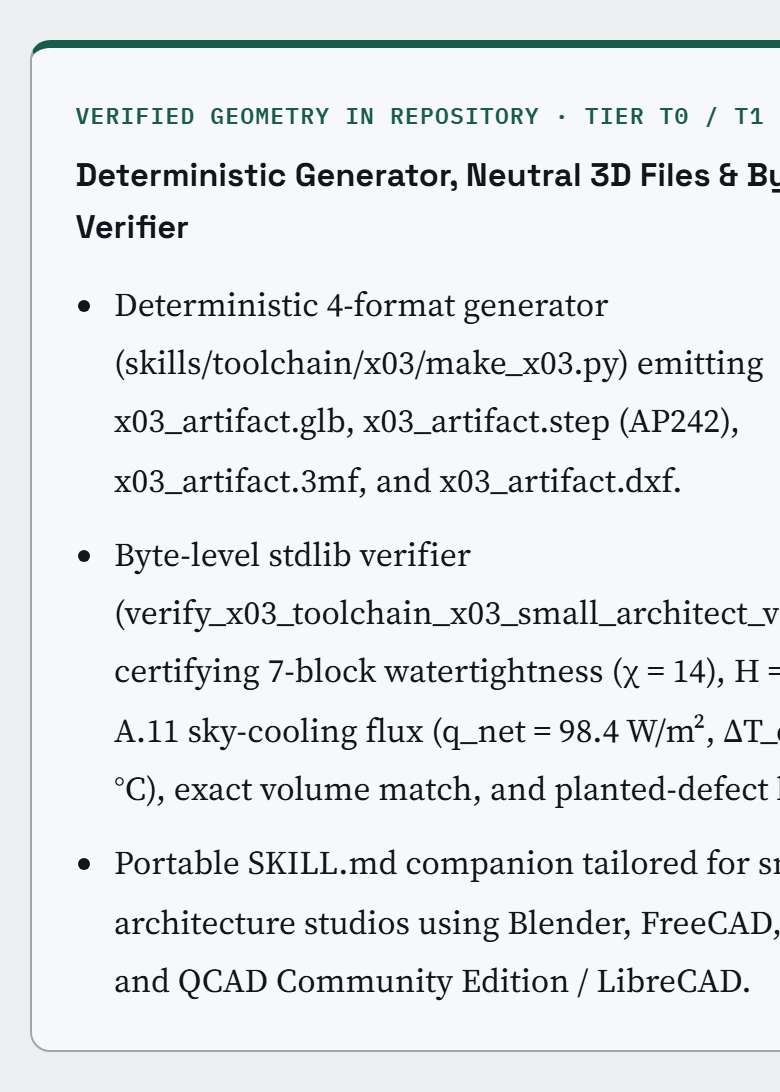 VERIFIED GEOMETRY IN REPOSITORY · TIER T0 / T1
Deterministic Generator, Neutral 3D Files &
Verifier
• Deterministic 4-format generator
(skills/toolchain/x03/make_x03.py) emitting
x03_artifact.glb, x03_artifact.step (AP242),
x03_artifact.3mf, and x03_artifact.dxf.
• Byte-level stdlib verifier
(verify_x03_toolchain_x03_small_architect_v
certifying 7-block watertightness (χ = 14), H =
A.11 sky-cooling flux (q_net = 98.4 W/m², ΔT_
°C), exact volume match, and planted-defect
• Portable SKILL.md companion tailored for
architecture studios using Blender, FreeCAD,
and QCAD Community Edition / LibreCAD.